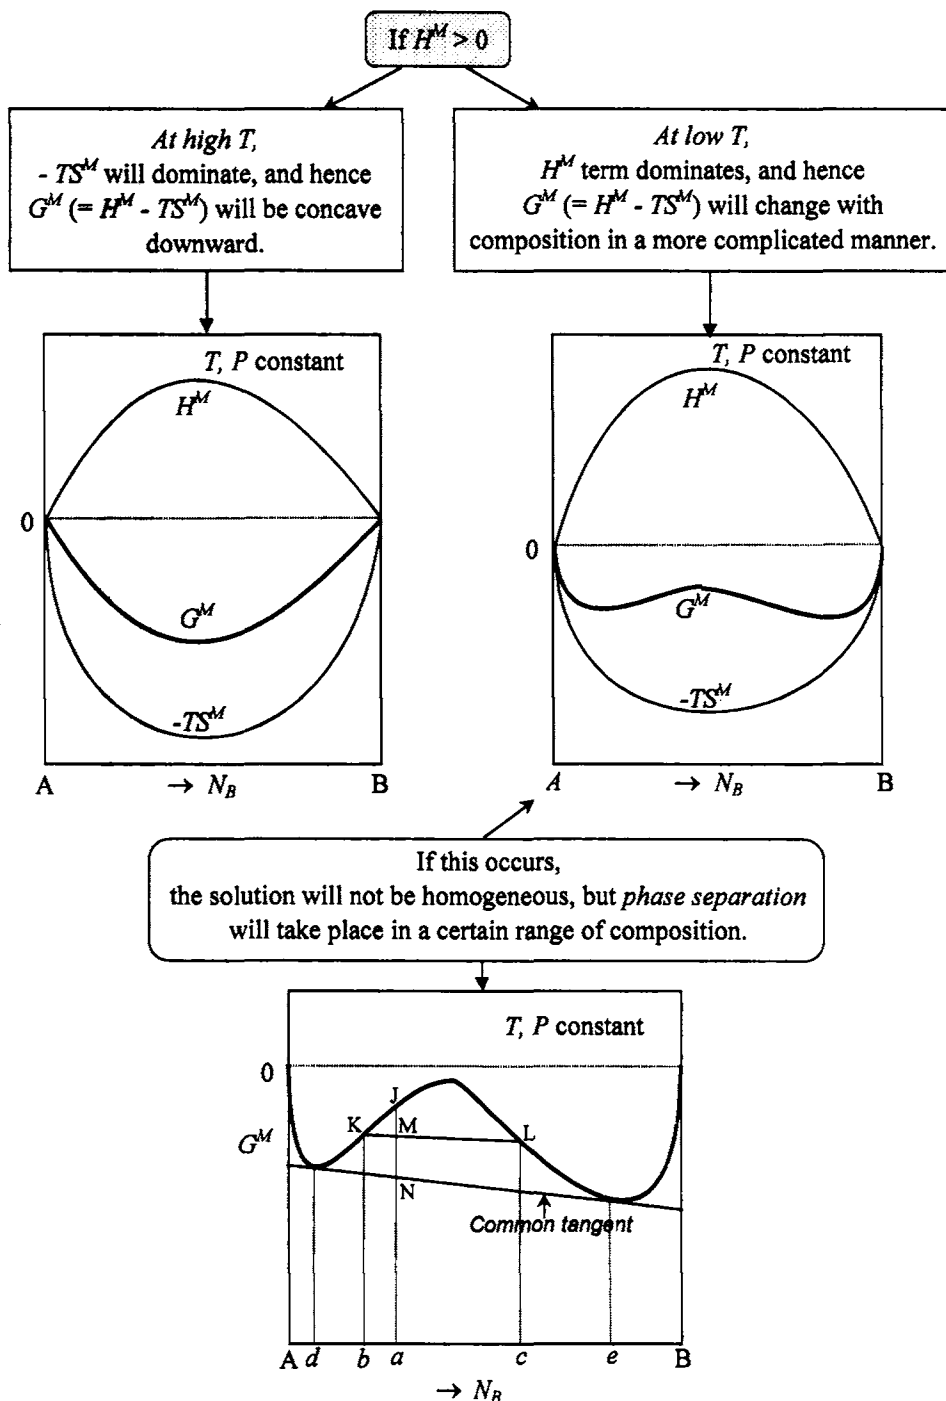 If H^M > 0
At high T,
- TS^M will dominate, and hence
G^M (= H^M - TS^M) will be concave
downward.
At low T,
H^M term dominates, and hence
G^M (= H^M - TS^M) will change with
composition in a more complicated manner.
T, P constant
H^M
0
G^M
-TS^M
A → N_B B
T, P constant
H^M
0
G^M
-TS^M
A → N_B B
If this occurs,
the solution will not be homogeneous, but phase separation
will take place in a certain range of composition.
T, P constant
0
J
K M L
G^M
N
Common tangent
A d b a c e B
→ N_B